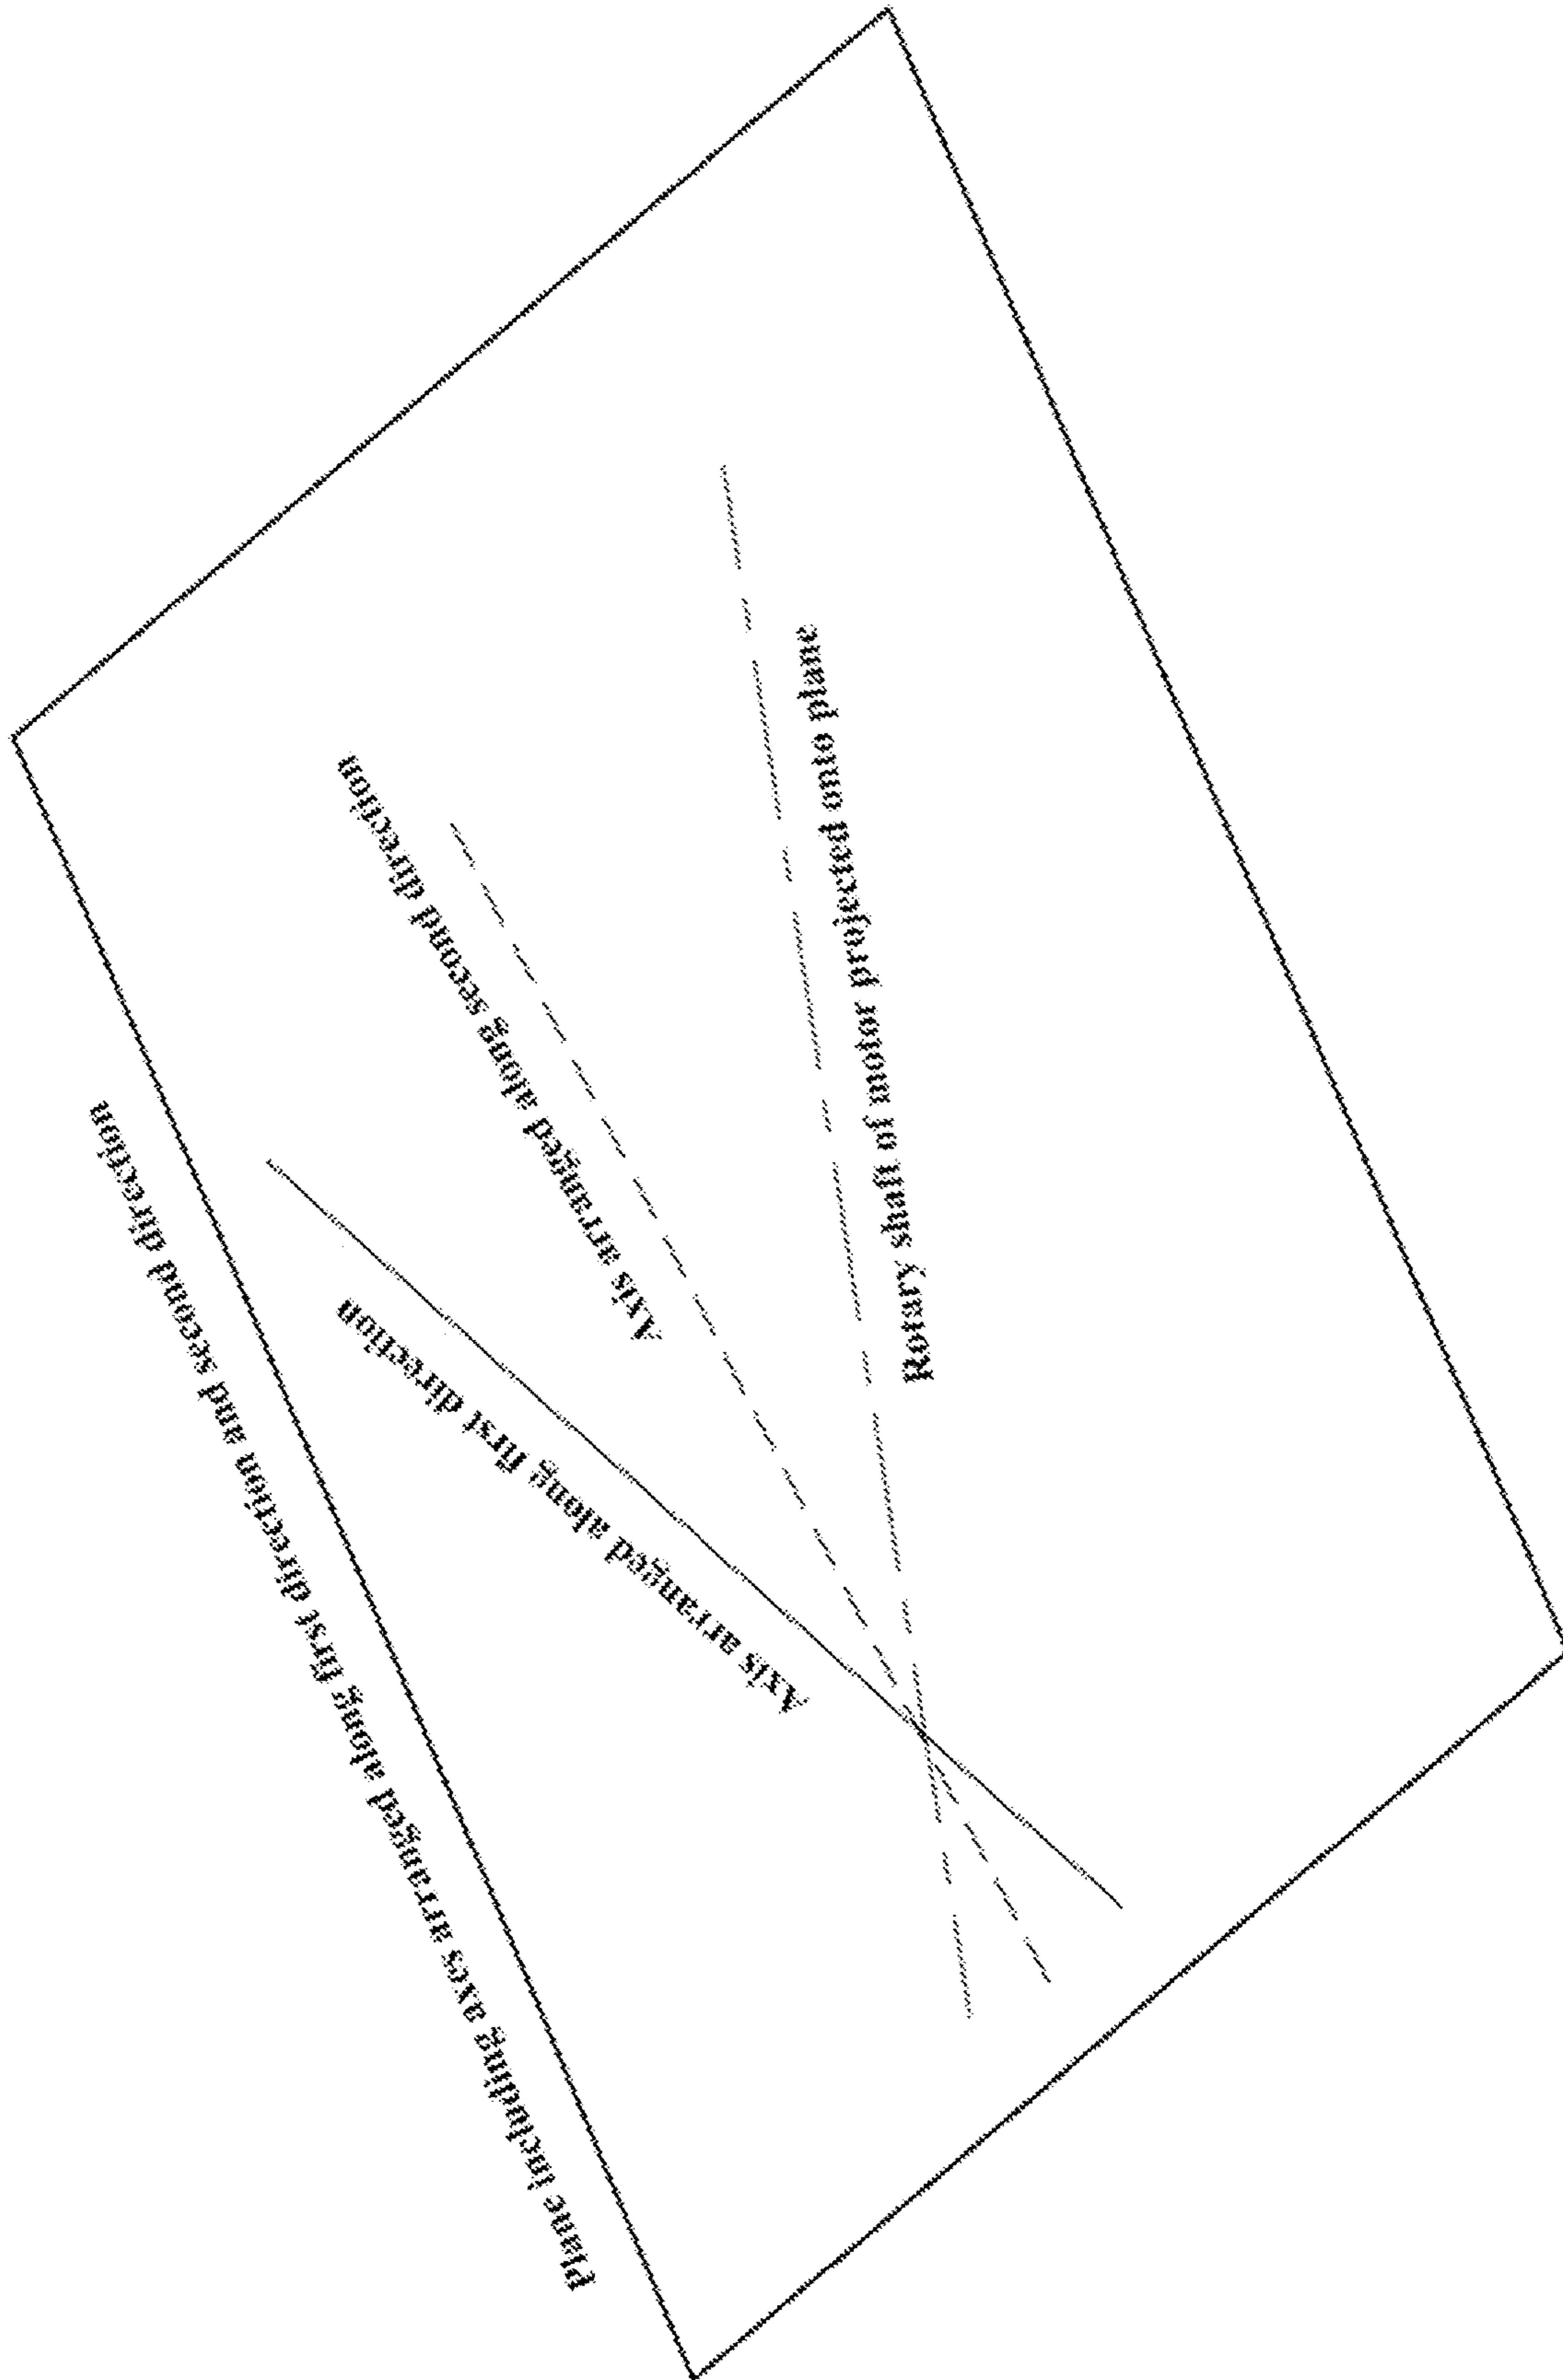 Plane including axes arranged along first direction and second direction
Axis arranged along first direction
Axis arranged along second direction
Rotary shaft of motor projected onto plane